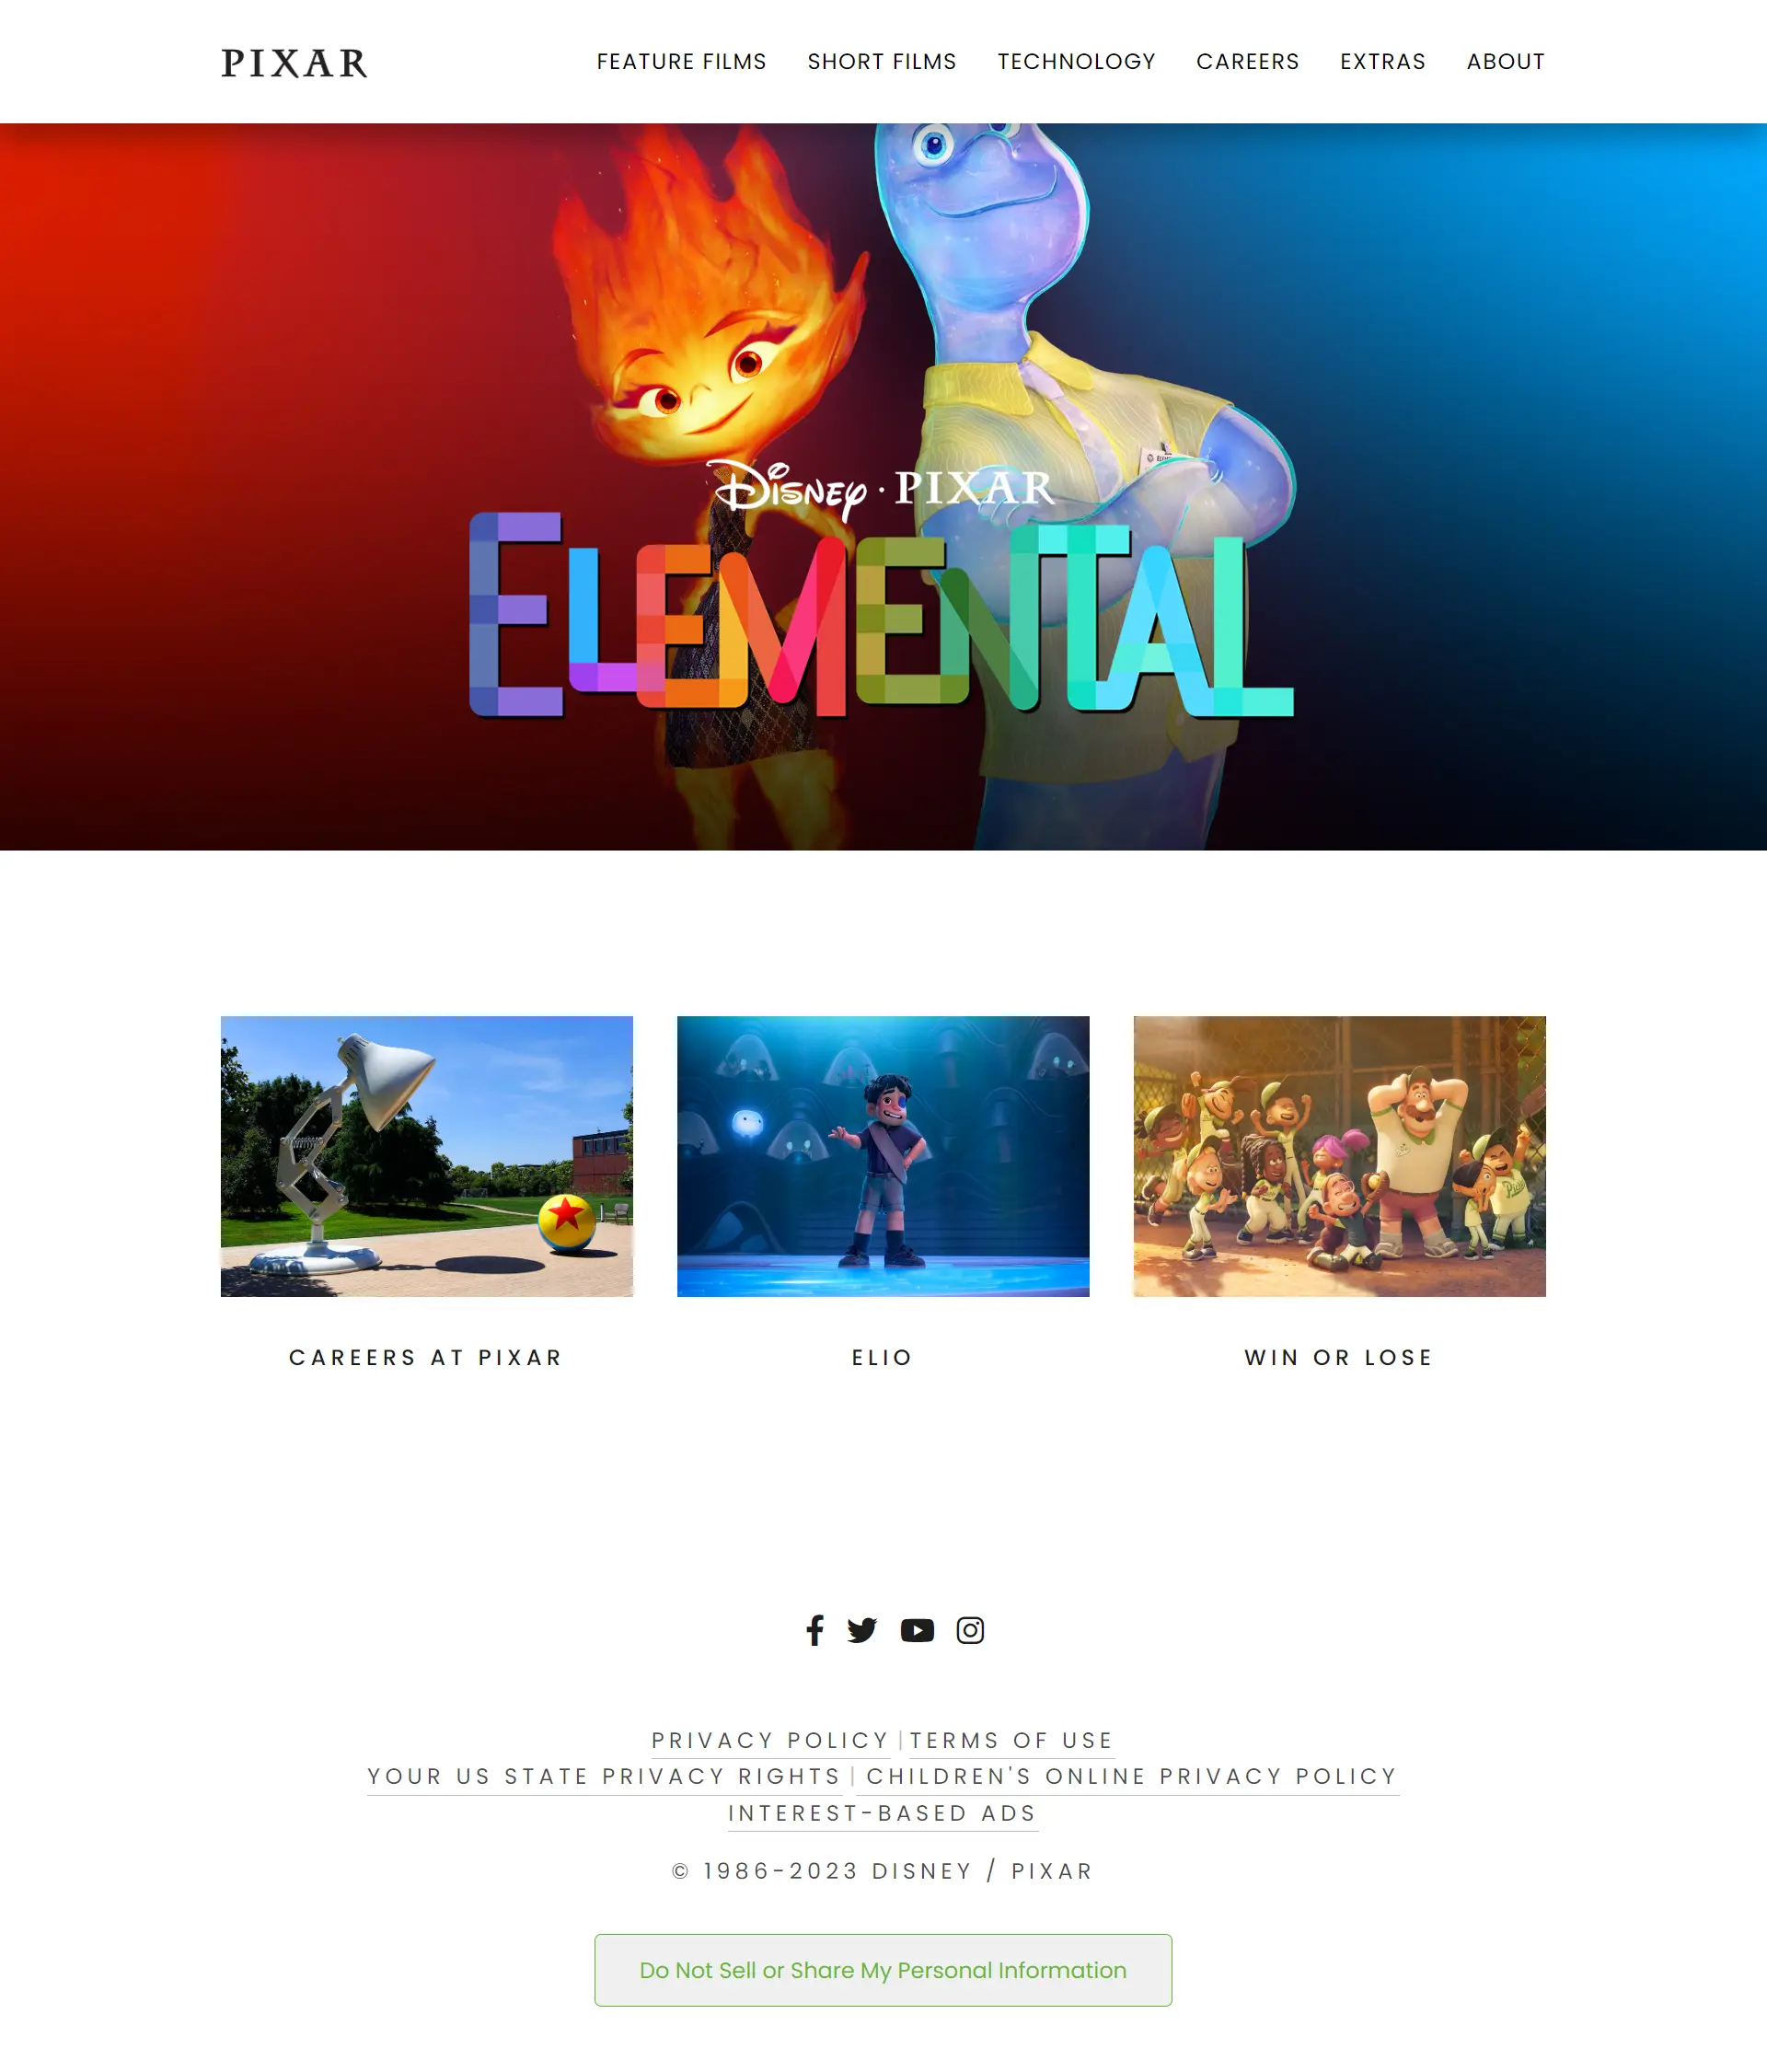 PIXAR
FEATURE FILMS SHORT FILMS TECHNOLOGY CAREERS EXTRAS ABOUT
Disney · PIXAR
ELEMENTAL
CAREERS AT PIXAR
ELIO
WIN OR LOSE
PRIVACY POLICY | TERMS OF USE
YOUR US STATE PRIVACY RIGHTS | CHILDREN'S ONLINE PRIVACY POLICY
INTEREST-BASED ADS
© 1986-2023 DISNEY / PIXAR
Do Not Sell or Share My Personal Information